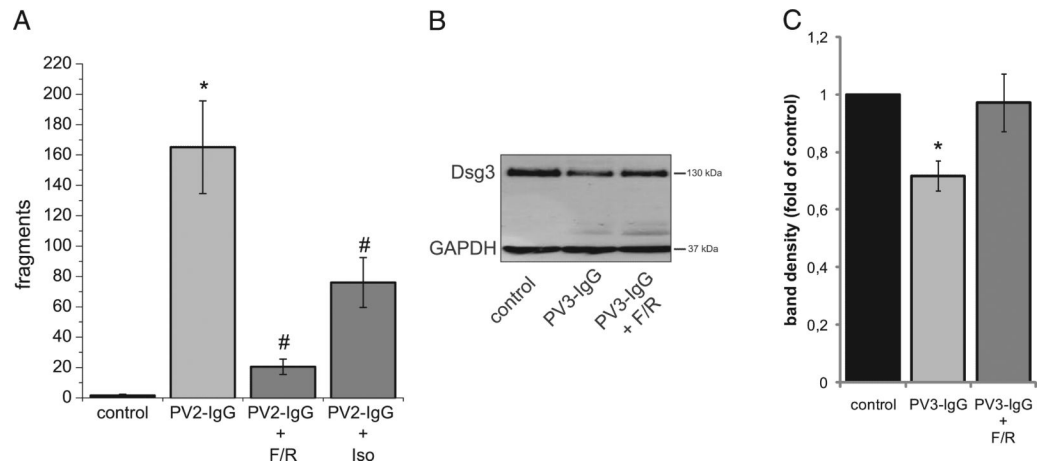 A
220
200
180
160
140
120
100
80
60
40
20
0
fragments
*
#
#
control
PV2-IgG
PV2-IgG
+
F/R
PV2-IgG
+
Iso
B
Dsg3
130 kDa
GAPDH
37 kDa
control
PV3-IgG
PV3-IgG
+ F/R
C
1,2
1
0,8
0,6
0,4
0,2
0
band density (fold of control)
*
control
PV3-IgG
PV3-IgG
+
F/R